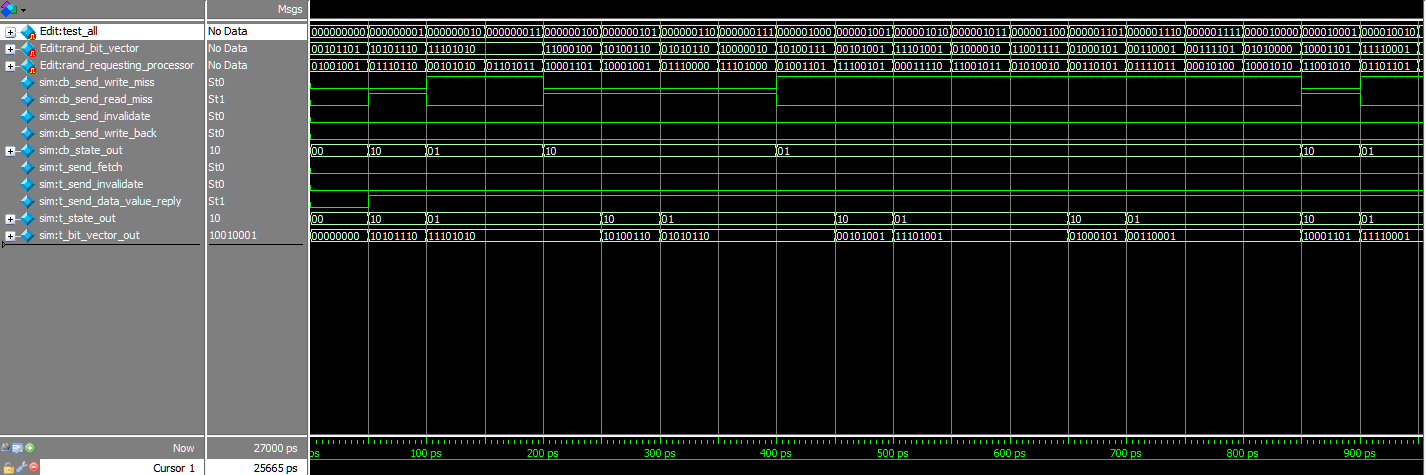 Msgs
Edit:test_all No Data 000000000 000000001 000000010 000000011 000000100 000000101 000000110 000000111 000001000 000001001 000001010 000001011 000001100 000001101 000001110 000001111 000010000 000010001 000010010
Edit:rand_bit_vector No Data 00101101 10101110 11101010 11000100 10100110 01010110 10000010 10100111 00101001 11101001 01000010 11001111 01000101 00110001 00111101 01010000 10001101 11110001
Edit:rand_requesting_processor No Data 01001001 01110110 00101010 01101011 10001101 10001001 01110000 11101000 01001101 11100101 00011110 11001011 01010010 00110101 01111011 00010100 10001010 11001010 01101101
sim:cb_send_write_miss St0
sim:cb_send_read_miss St1
sim:cb_send_invalidate St0
sim:cb_send_write_back St0
sim:cb_state_out 10 00 10 01 10 01 10 01
sim:t_send_fetch St0
sim:t_send_invalidate St0
sim:t_send_data_value_reply St1
sim:t_state_out 10 00 10 01 10 01 10 01 10 01 10 01
sim:t_bit_vector_out 10010001 00000000 10101110 11101010 10100110 01010110 00101001 11101001 01000101 00110001 10001101 11110001
Now 27000 ps ps 100 ps 200 ps 300 ps 400 ps 500 ps 600 ps 700 ps 800 ps 900 ps
Cursor 1 25665 ps